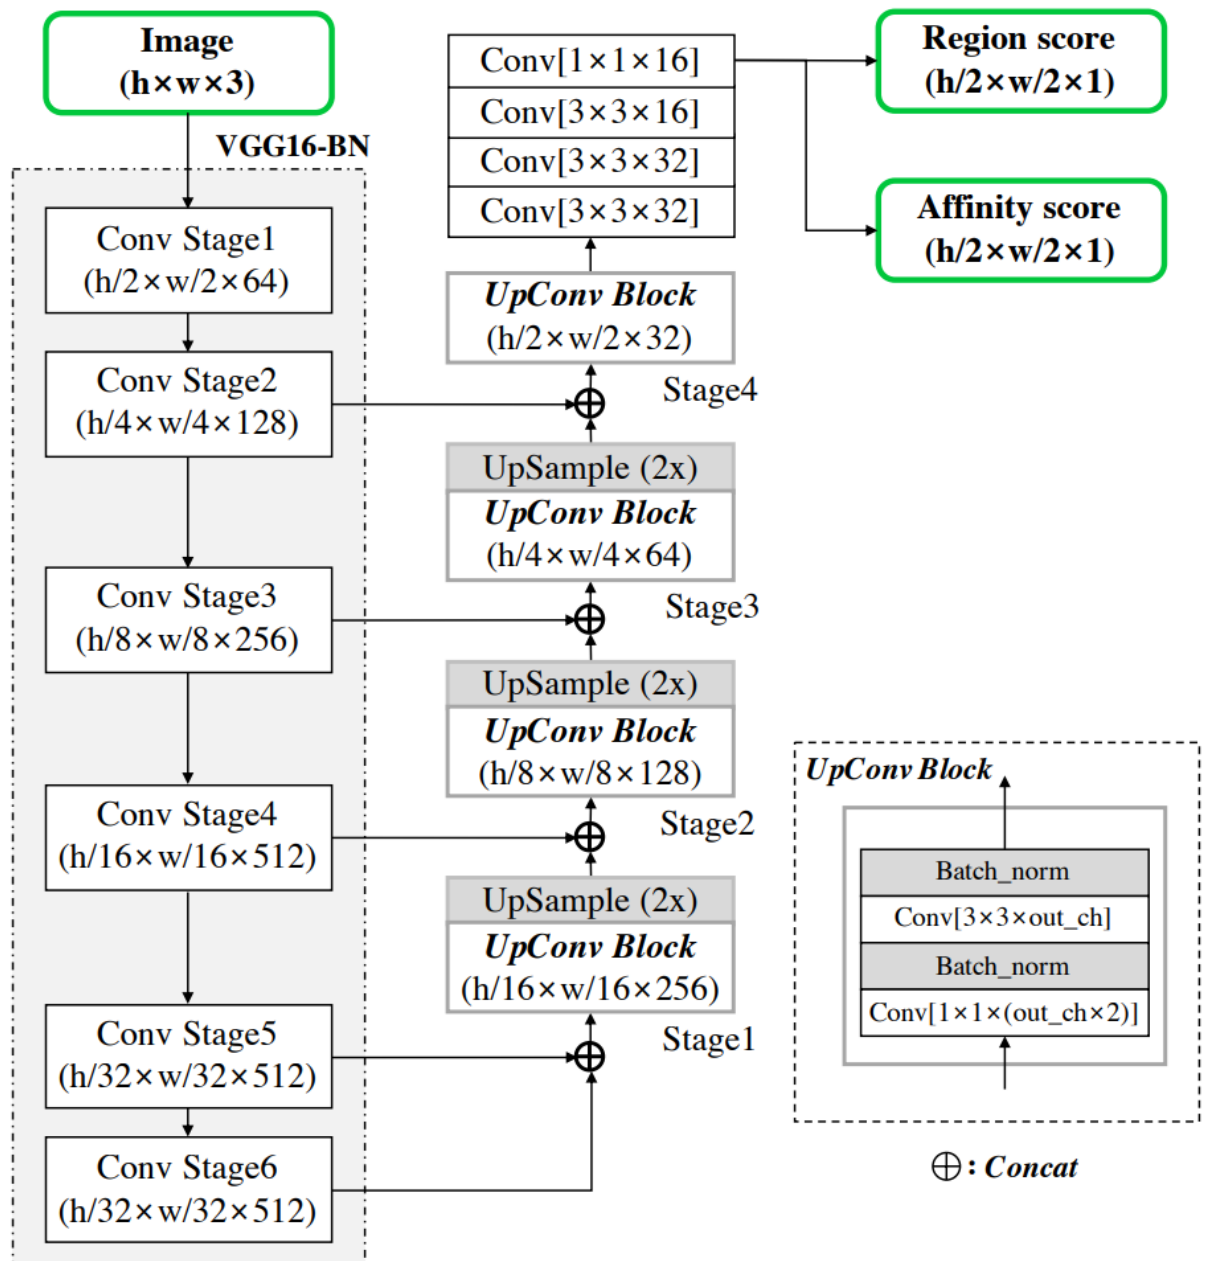 Image
(h×w×3)
VGG16-BN
Conv Stage1
(h/2×w/2×64)
Conv Stage2
(h/4×w/4×128)
Conv Stage3
(h/8×w/8×256)
Conv Stage4
(h/16×w/16×512)
Conv Stage5
(h/32×w/32×512)
Conv Stage6
(h/32×w/32×512)
Conv[1×1×16]
Conv[3×3×16]
Conv[3×3×32]
Conv[3×3×32]
UpConv Block
(h/2×w/2×32)
Stage4
UpSample (2x)
UpConv Block
(h/4×w/4×64)
Stage3
UpSample (2x)
UpConv Block
(h/8×w/8×128)
Stage2
UpSample (2x)
UpConv Block
(h/16×w/16×256)
Stage1
Region score
(h/2×w/2×1)
Affinity score
(h/2×w/2×1)
UpConv Block
Batch_norm
Conv[3×3×out_ch]
Batch_norm
Conv[1×1×(out_ch×2)]
⊕ : Concat